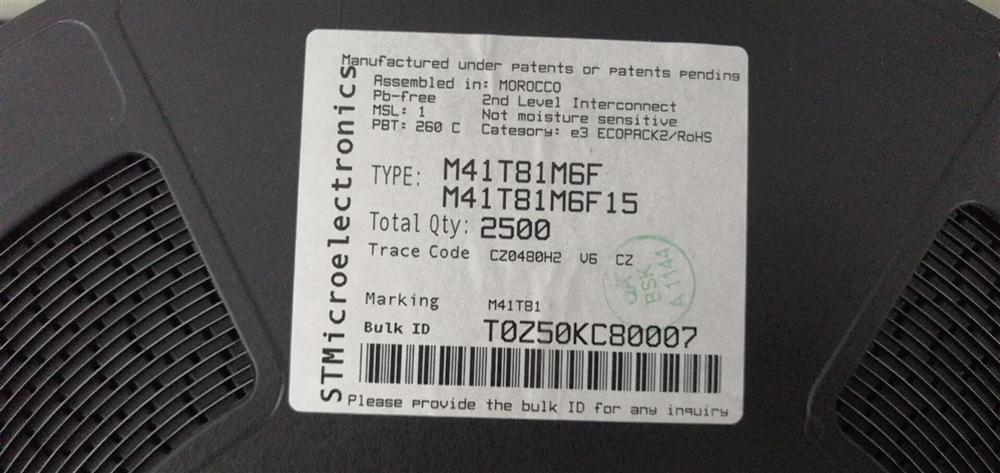 STMicroelectronics
Manufactured under patents or patents pending
Assembled in: MOROCCO
Pb-free 2nd Level Interconnect
MSL: 1 Not moisture sensitive
PBT: 260 C Category: e3 ECOPACK2/RoHS
TYPE: M41T81M6F
M41T81M6F15
Total Qty: 2500
Trace Code CZ0480H2 V6 CZ
BSK
A 1144
Marking M41T81
Bulk ID T0Z50KC80007
Please provide the bulk ID for any inquiry